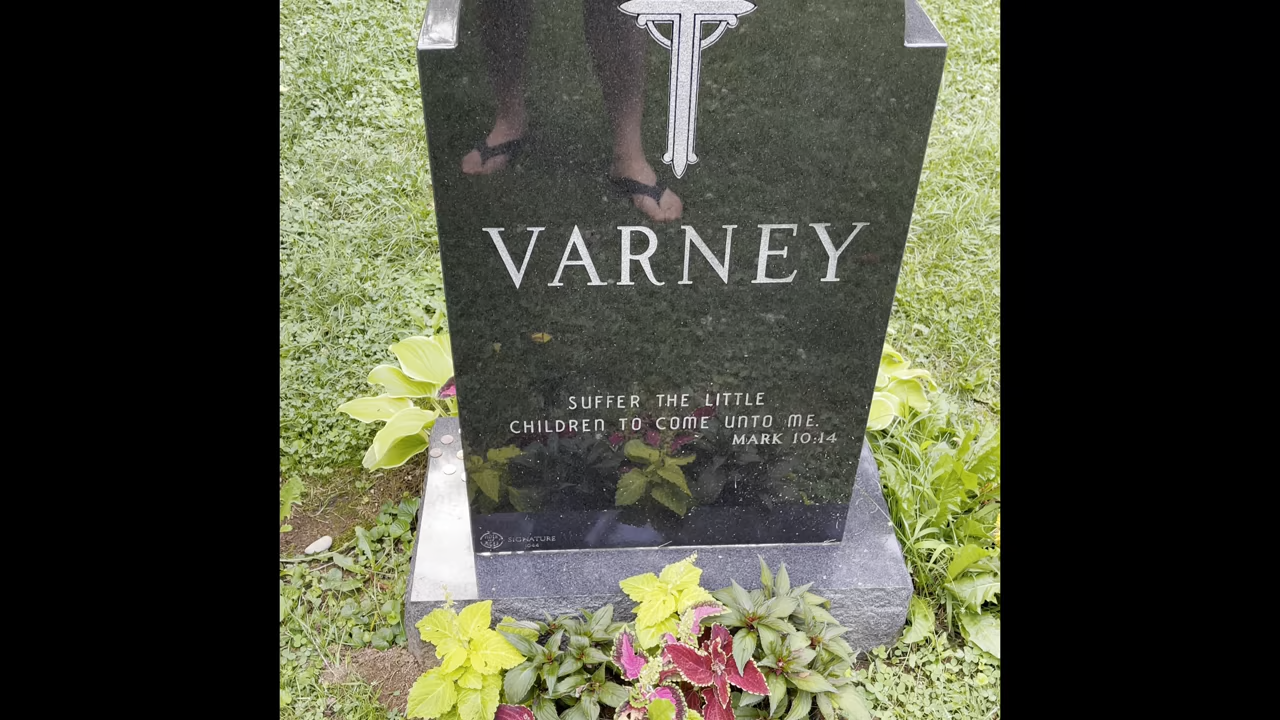 VARNEY
SUFFER THE LITTLE
CHILDREN TO COME UNTO ME.
MARK 10:14
SIGNATURE